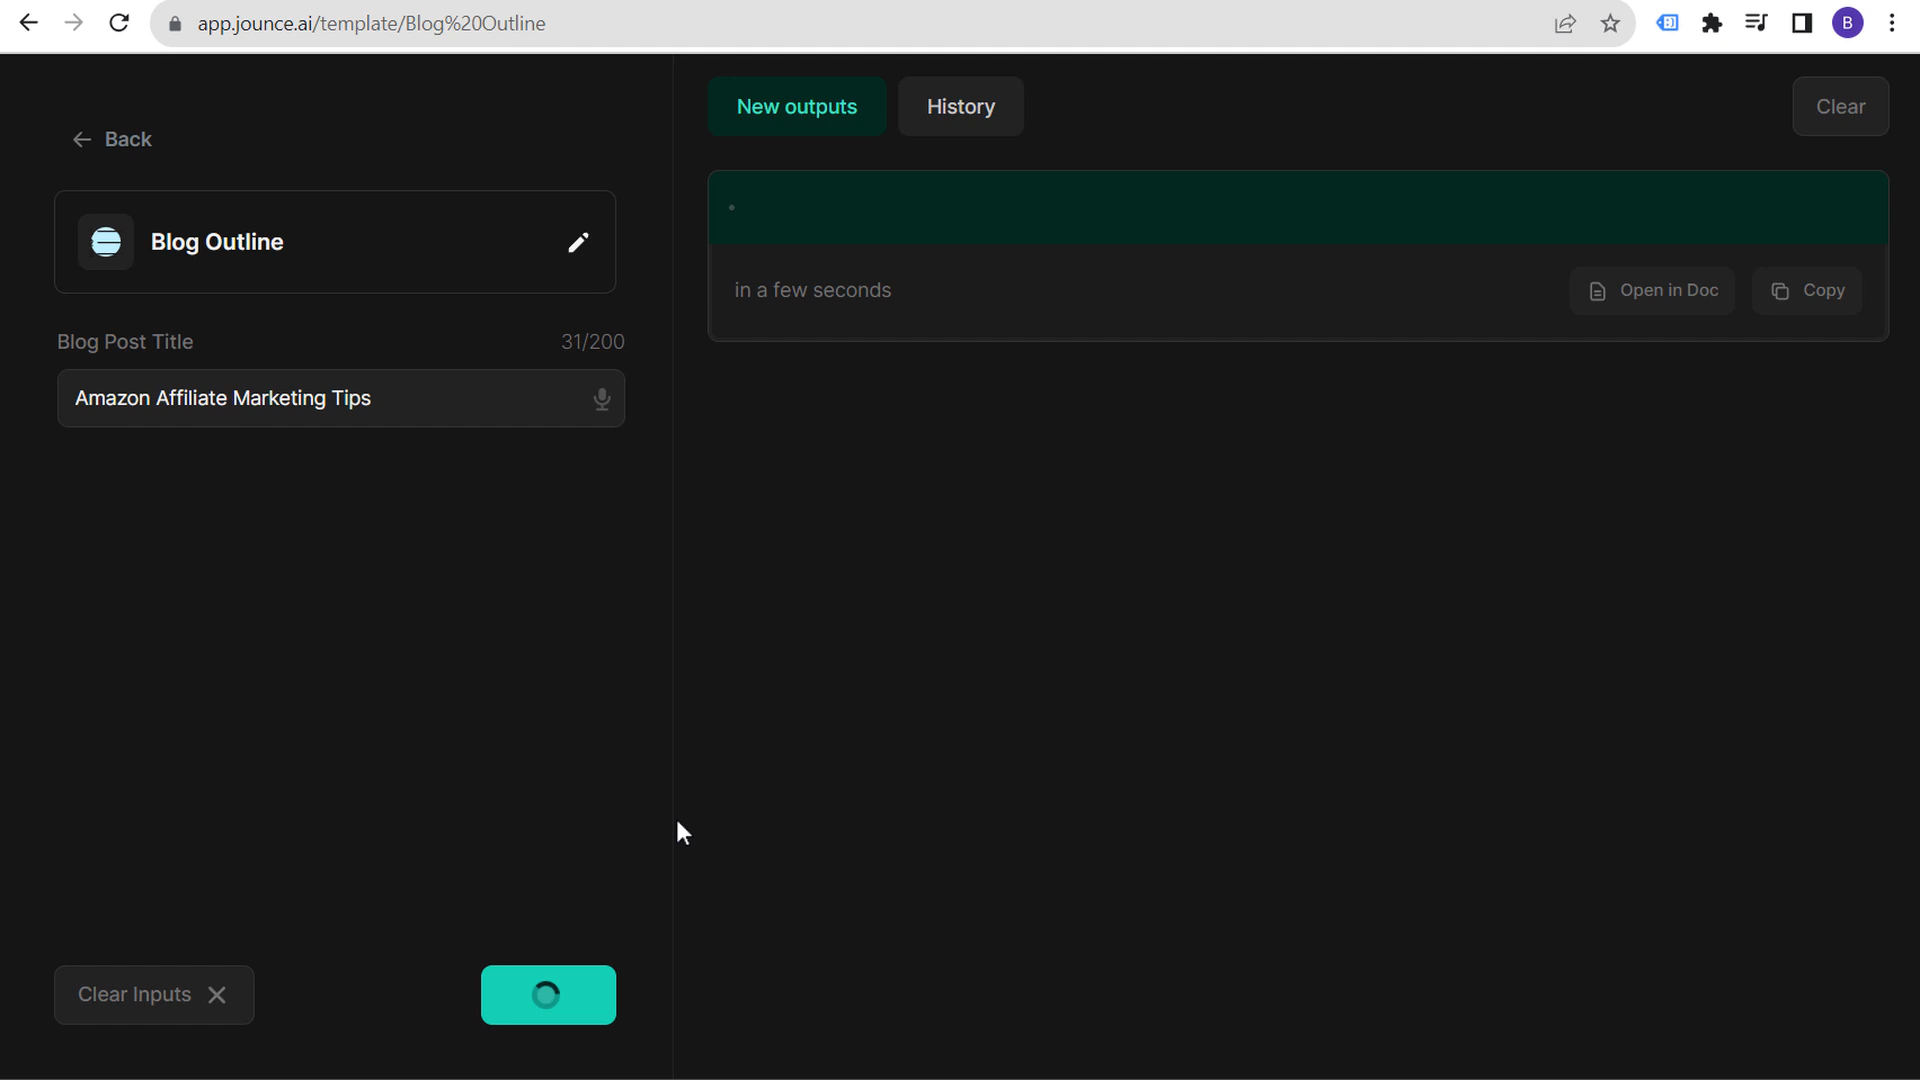 app.jounce.ai/template/Blog%20Outline
B
Back
New outputs
History
Clear
Blog Outline
in a few seconds
Open in Doc
Copy
Blog Post Title
31/200
Amazon Affiliate Marketing Tips
Clear Inputs